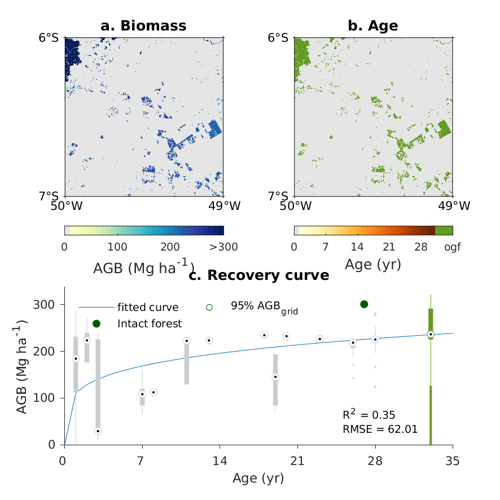 a. Biomass
b. Age
6°S
7°S
50°W
49°W
6°S
7°S
50°W
49°W
0 100 200 >300
AGB (Mg ha-1)
0 7 14 21 28 ogf
Age (yr)
c. Recovery curve
fitted curve
95% AGBgrid
Intact forest
300
200
100
0
AGB (Mg ha-1)
R2 = 0.35
RMSE = 62.01
0 7 14 21 28 35
Age (yr)